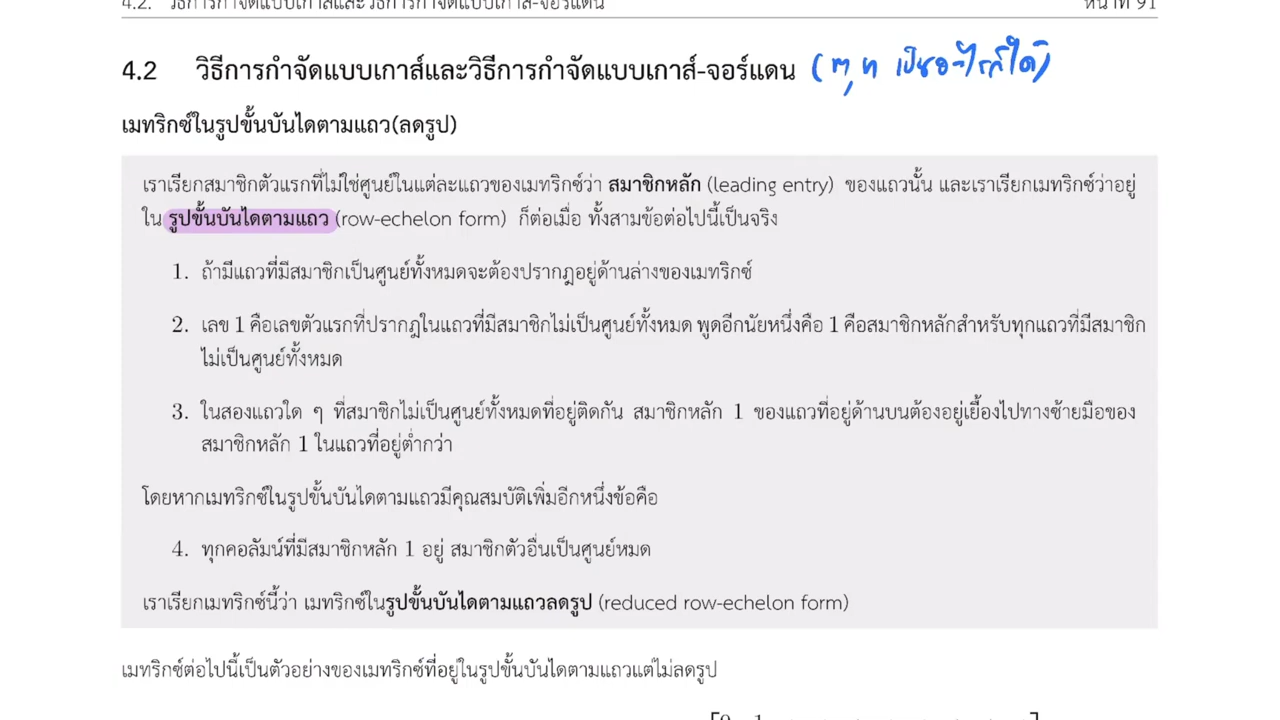 4.2. วิธีการกำจัดแบบเกาส์และวิธีการกำจัดแบบเกาส์-จอร์แดน หน้าที่ 91
4.2 วิธีการกำจัดแบบเกาส์และวิธีการกำจัดแบบเกาส์-จอร์แดน (m, n เป็นอะไรก็ได้)
เมทริกซ์ในรูปขั้นบันไดตามแถว(ลดรูป)
เราเรียกสมาชิกตัวแรกที่ไม่ใช่ศูนย์ในแต่ละแถวของเมทริกซ์ว่า สมาชิกหลัก (leading entry) ของแถวนั้น และเราเรียกเมทริกซ์ว่าอยู่
ใน รูปขั้นบันไดตามแถว (row-echelon form) ก็ต่อเมื่อ ทั้งสามข้อต่อไปนี้เป็นจริง
1. ถ้ามีแถวที่มีสมาชิกเป็นศูนย์ทั้งหมดจะต้องปรากฏอยู่ด้านล่างของเมทริกซ์
2. เลข 1 คือเลขตัวแรกที่ปรากฏในแถวที่มีสมาชิกไม่เป็นศูนย์ทั้งหมด พูดอีกนัยหนึ่งคือ 1 คือสมาชิกหลักสำหรับทุกแถวที่มีสมาชิก
ไม่เป็นศูนย์ทั้งหมด
3. ในสองแถวใด ๆ ที่สมาชิกไม่เป็นศูนย์ทั้งหมดที่อยู่ติดกัน สมาชิกหลัก 1 ของแถวที่อยู่ด้านบนต้องอยู่เยื้องไปทางซ้ายมือของ
สมาชิกหลัก 1 ในแถวที่อยู่ต่ำกว่า
โดยหากเมทริกซ์ในรูปขั้นบันไดตามแถวมีคุณสมบัติเพิ่มอีกหนึ่งข้อคือ
4. ทุกคอลัมน์ที่มีสมาชิกหลัก 1 อยู่ สมาชิกตัวอื่นเป็นศูนย์หมด
เราเรียกเมทริกซ์นี้ว่า เมทริกซ์ในรูปขั้นบันไดตามแถวลดรูป (reduced row-echelon form)
เมทริกซ์ต่อไปนี้เป็นตัวอย่างของเมทริกซ์ที่อยู่ในรูปขั้นบันไดตามแถวแต่ไม่ลดรูป